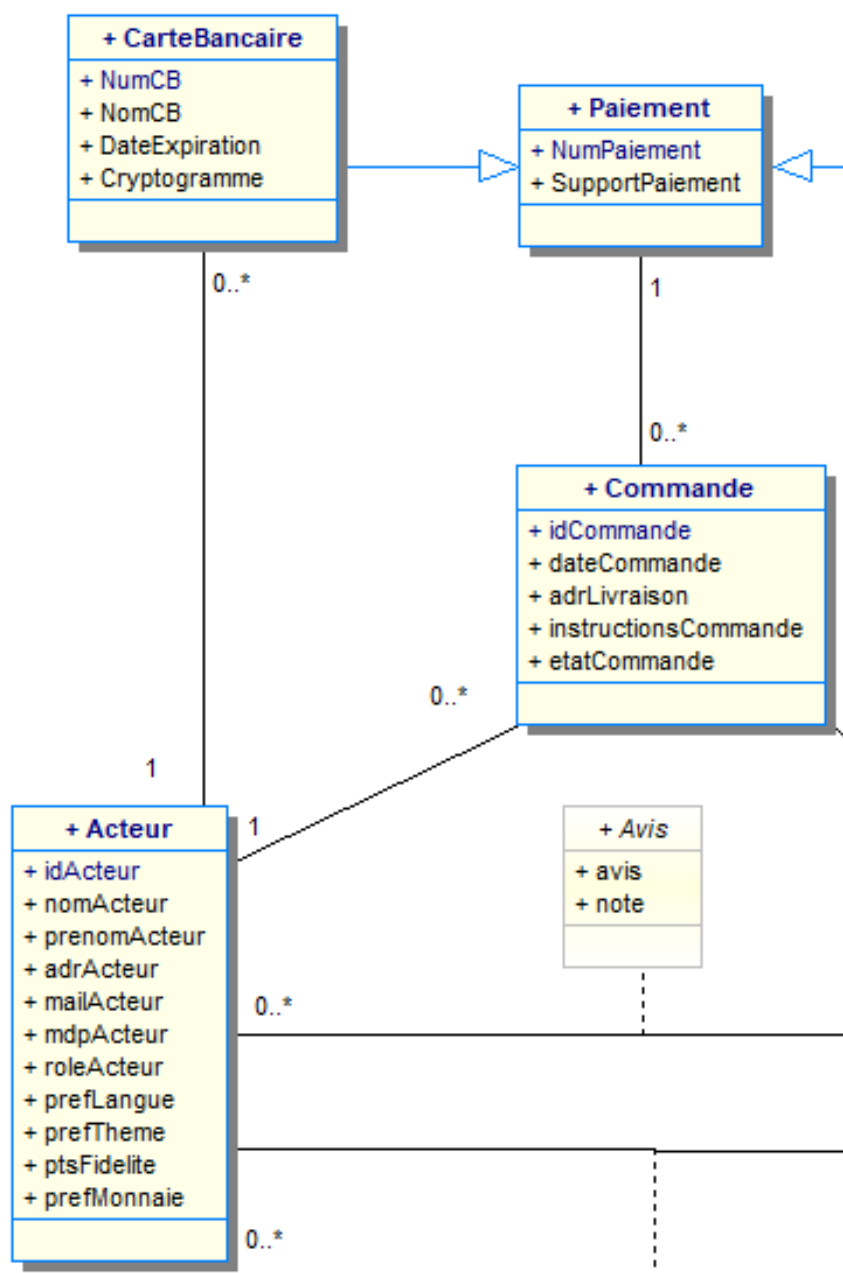 + CarteBancaire
+ NumCB
+ NomCB
+ DateExpiration
+ Cryptogramme
+ Paiement
+ NumPaiement
+ SupportPaiement
0..*
1
0..*
+ Commande
+ idCommande
+ dateCommande
+ adrLivraison
+ instructionsCommande
+ etatCommande
0..*
1
1
+ Acteur
+ idActeur
+ nomActeur
+ prenomActeur
+ adrActeur
+ mailActeur
+ mdpActeur
+ roleActeur
+ prefLangue
+ prefTheme
+ ptsFidelite
+ prefMonnaie
+ Avis
+ avis
+ note
0..*
0..*